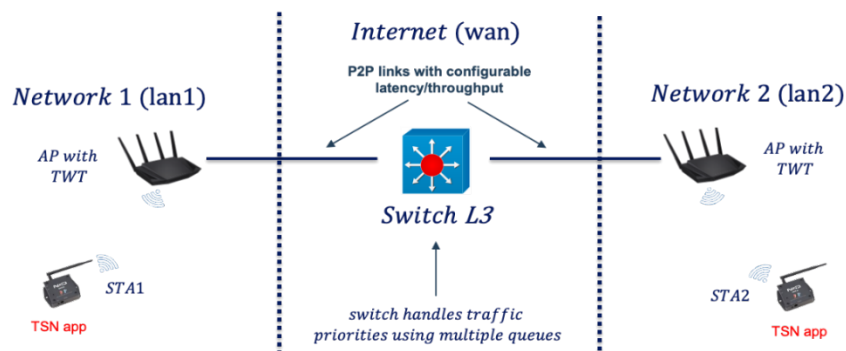 Internet (wan)
P2P links with configurable
latency/throughput
Network 1 (lan1)
Network 2 (lan2)
AP with
TWT
AP with
TWT
Switch L3
STA1
TSN app
switch handles traffic
priorities using multiple queues
STA2
TSN app